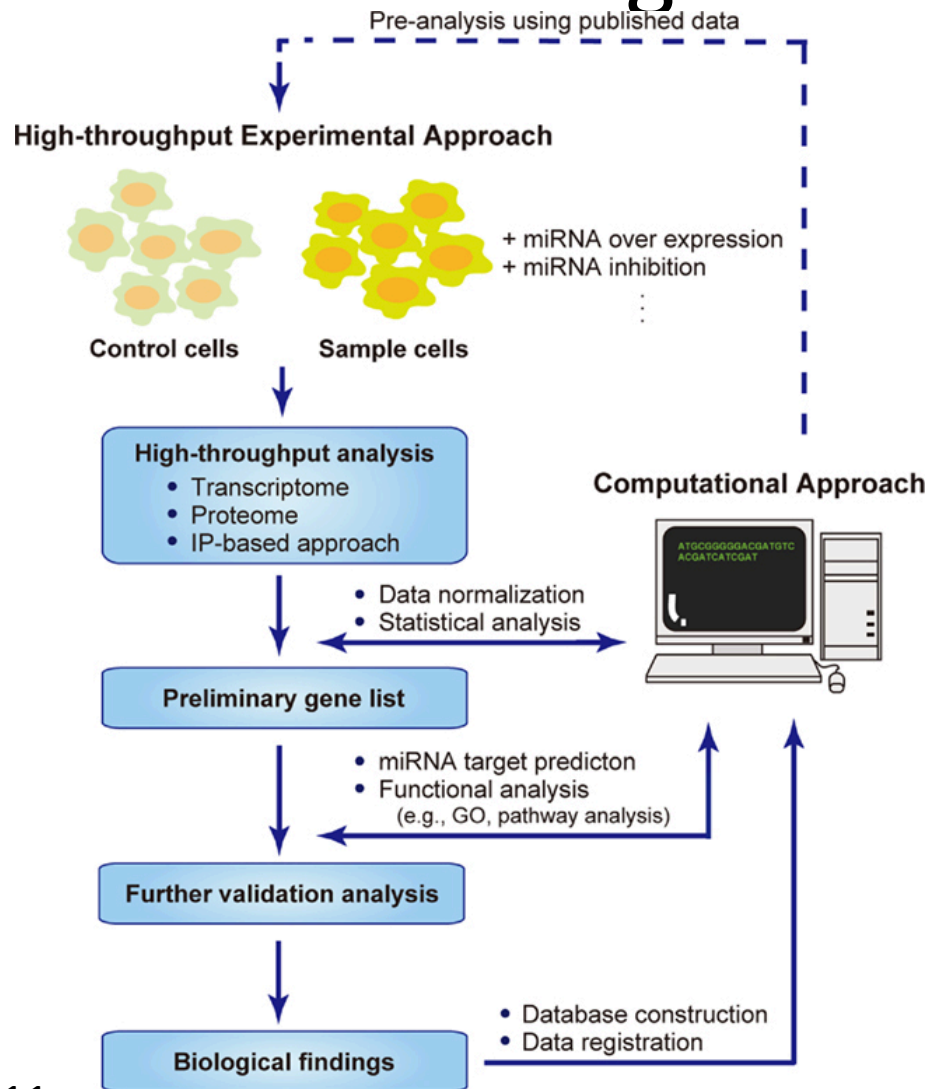 Pre-analysis using published data
High-throughput Experimental Approach
+ miRNA over expression
+ miRNA inhibition
Control cells
Sample cells
High-throughput analysis
• Transcriptome
• Proteome
• IP-based approach
Computational Approach
ATGCGGGGGACGATGTC
ACGATCATCGAT
• Data normalization
• Statistical analysis
Preliminary gene list
• miRNA target predicton
• Functional analysis
(e.g., GO, pathway analysis)
Further validation analysis
• Database construction
• Data registration
Biological findings